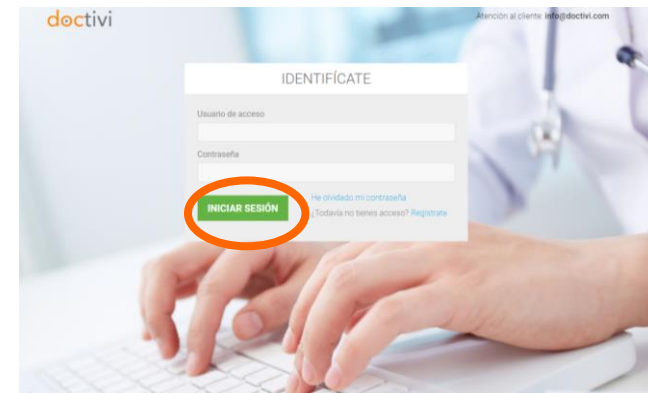 doctivi
Atención al cliente: info@doctivi.com
IDENTIFÍCATE
Usuario de acceso
Contraseña
INICIAR SESIÓN
He olvidado mi contraseña
¿Todavía no tienes acceso? Regístrate